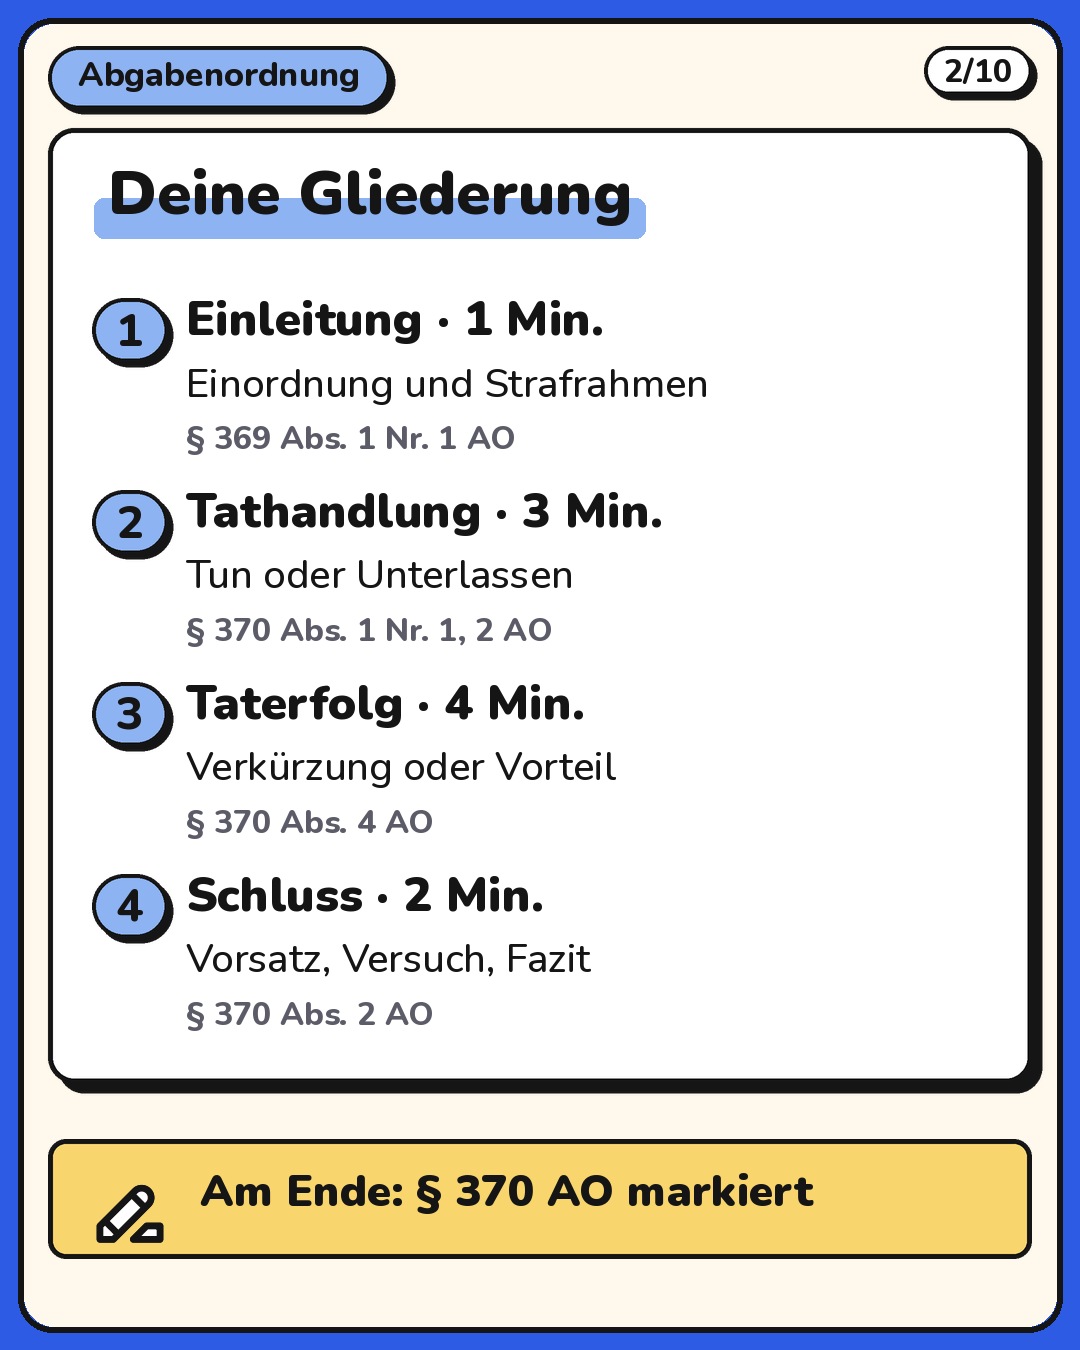 Abgabenordnung
2/10
Deine Gliederung
1 Einleitung · 1 Min.
Einordnung und Strafrahmen
§ 369 Abs. 1 Nr. 1 AO
2 Tathandlung · 3 Min.
Tun oder Unterlassen
§ 370 Abs. 1 Nr. 1, 2 AO
3 Taterfolg · 4 Min.
Verkürzung oder Vorteil
§ 370 Abs. 4 AO
4 Schluss · 2 Min.
Vorsatz, Versuch, Fazit
§ 370 Abs. 2 AO
Am Ende: § 370 AO markiert